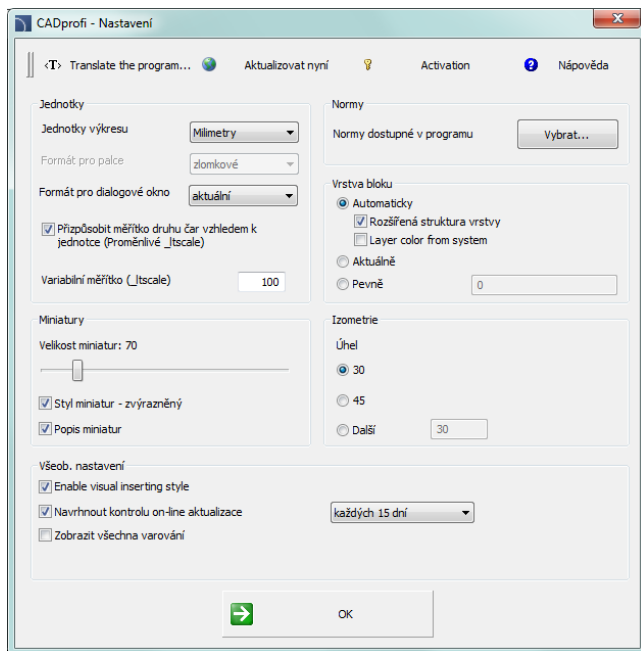 CADprofi - Nastavení
<T> Translate the program... Aktualizovat nyní Activation Nápověda
Jednotky
Jednotky výkresu Milimetry
Formát pro palce zlomkové
Formát pro dialogové okno aktuální
Přizpůsobit měřítko druhu čar vzhledem k
jednotce (Proměnlivé _ltscale)
Variabilní měřítko (_ltscale) 100
Normy
Normy dostupné v programu Vybrat...
Vrstva bloku
Automaticky
Rozšířená struktura vrstvy
Layer color from system
Aktuálně
Pevně 0
Miniatury
Velikost miniatur: 70
Styl miniatur - zvýrazněný
Popis miniatur
Izometrie
Úhel
30
45
Další 30
Všeob. nastavení
Enable visual inserting style
Navrhnout kontrolu on-line aktualizace každých 15 dní
Zobrazit všechna varování
OK